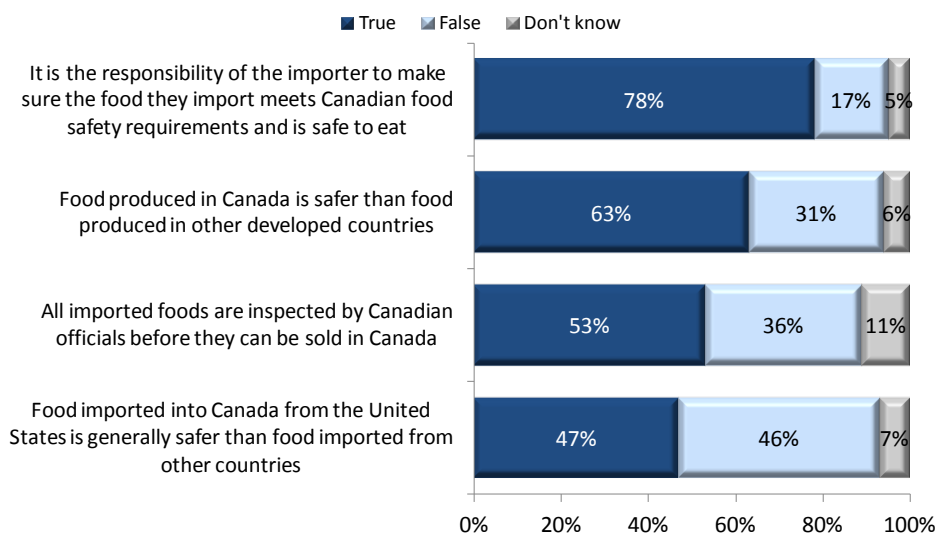 True False Don't know
It is the responsibility of the importer to make
sure the food they import meets Canadian food
safety requirements and is safe to eat
78% 17% 5%
Food produced in Canada is safer than food
produced in other developed countries
63% 31% 6%
All imported foods are inspected by Canadian
officials before they can be sold in Canada
53% 36% 11%
Food imported into Canada from the United
States is generally safer than food imported from
other countries
47% 46% 7%
0% 20% 40% 60% 80% 100%